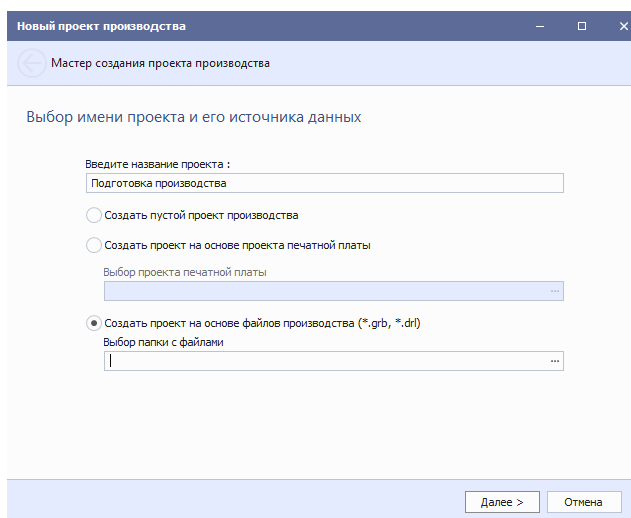 Новый проект производства
Мастер создания проекта производства
Выбор имени проекта и его источника данных
Введите название проекта :
Подготовка производства
Создать пустой проект производства
Создать проект на основе проекта печатной платы
Выбор проекта печатной платы
...
Создать проект на основе файлов производства (*.grb, *.drl)
Выбор папки с файлами
...
Далее >
Отмена